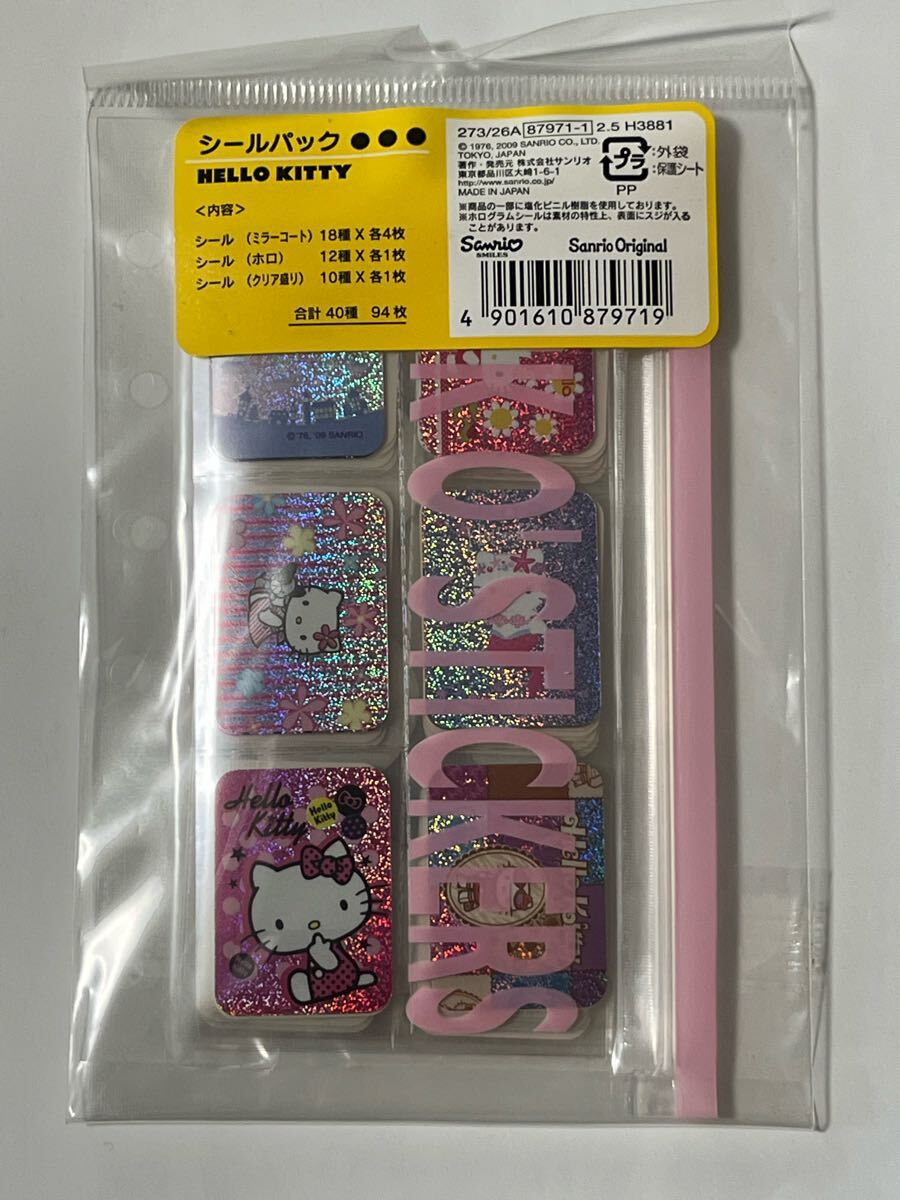 シールパック ●●●
HELLO KITTY
<内容>
シール (ミラーコート) 18種 X 各4枚
シール (ホロ) 12種 X 各1枚
シール (クリア盛り) 10種 X 各1枚
合計 40種 94枚
273/26A 87971-1 2.5 H3881
© 1976, 2009 SANRIO CO., LTD.
TOKYO, JAPAN
著作・発売元 株式会社サンリオ
東京都品川区大崎1-6-1
http://www.sanrio.co.jp/
MADE IN JAPAN
プラ
:外袋
:保護シート
PP
※商品の一部に塩化ビニル樹脂を使用しております。
※ホログラムシールは素材の特性上、表面にスジが入る
ことがあります。
Sanrio
SMILES
Sanrio Original
4 901610 879719
© '76, '09 SANRIO
K O' STICKERS
Hello
Kitty
Hello
Kitty
Hello Kitty